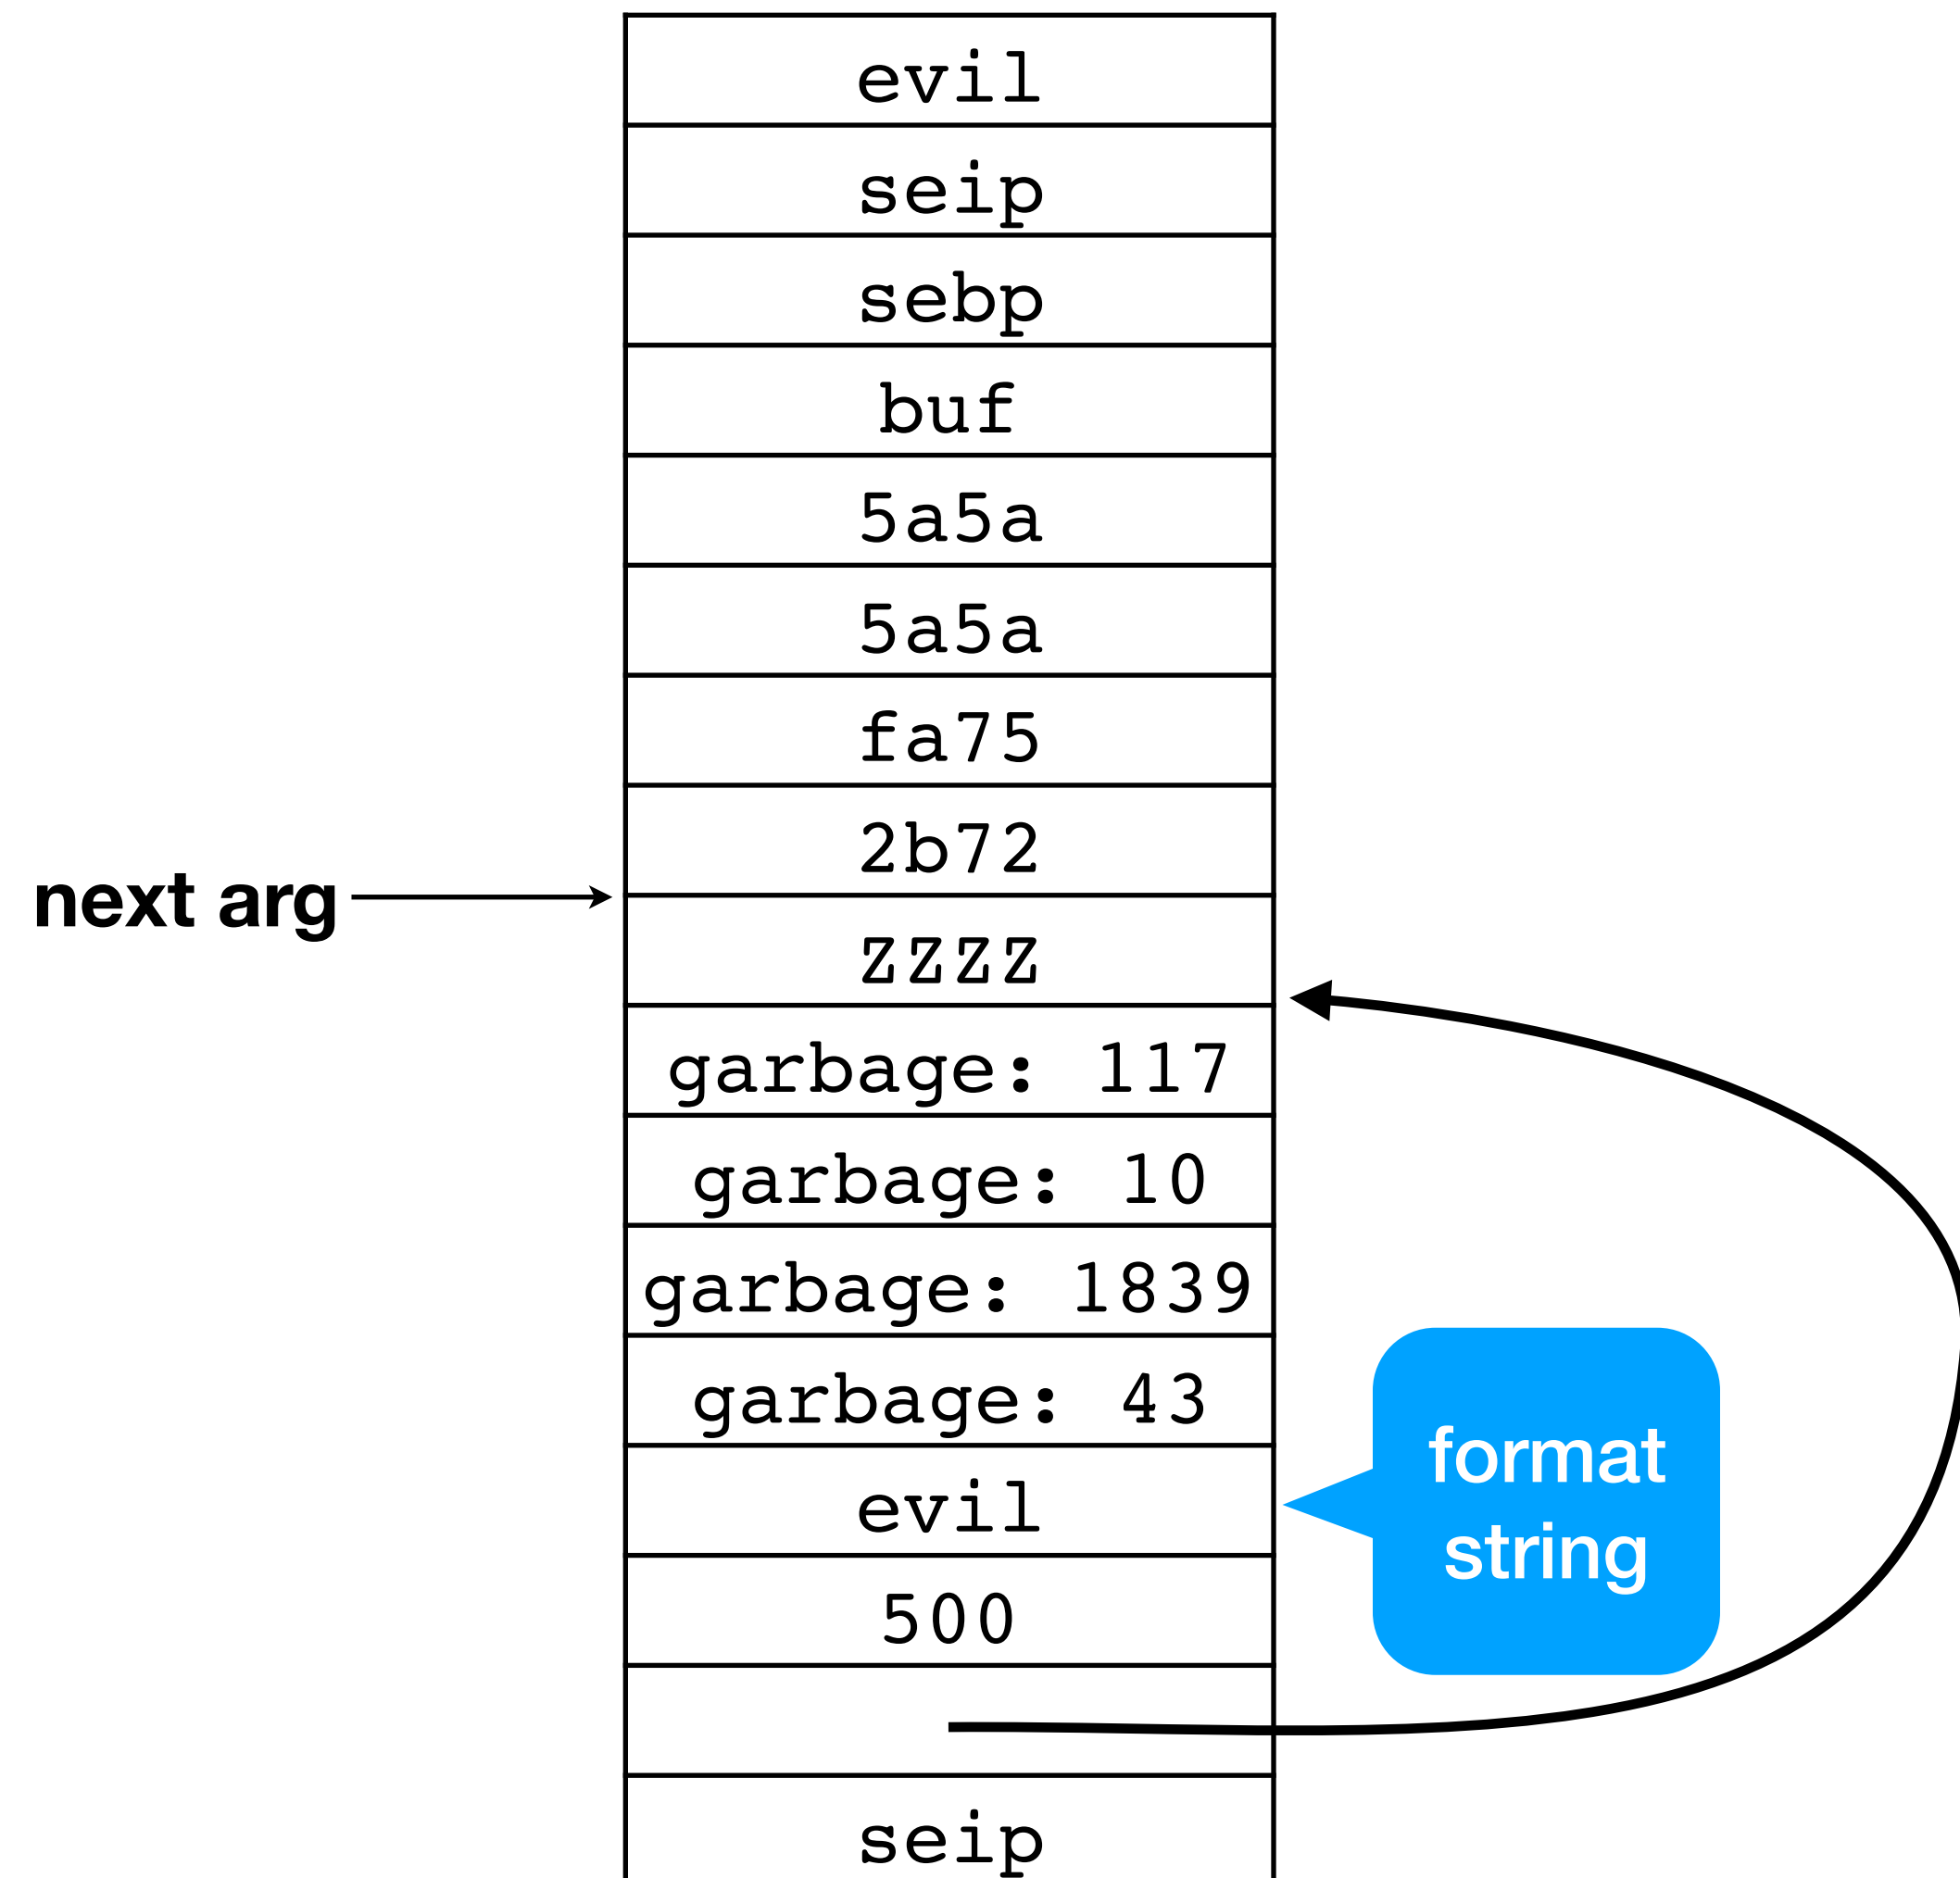 evil
seip
sebp
buf
5a5a
5a5a
fa75
2b72
next arg
zzzz
garbage: 117
garbage: 10
garbage: 1839
garbage: 43
evil
format
string
500
seip